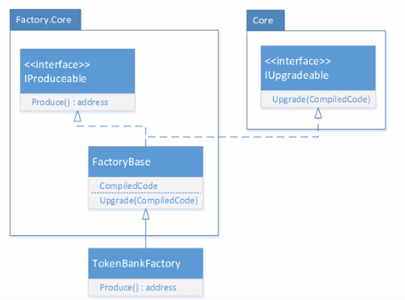 Factory.Core
Core
<<interface>>
IProduceable
Produce() : address
<<interface>>
IUpgradeable
Upgrade(CompiledCode)
FactoryBase
CompiledCode
Upgrade(CompiledCode)
TokenBankFactory
Produce() : address